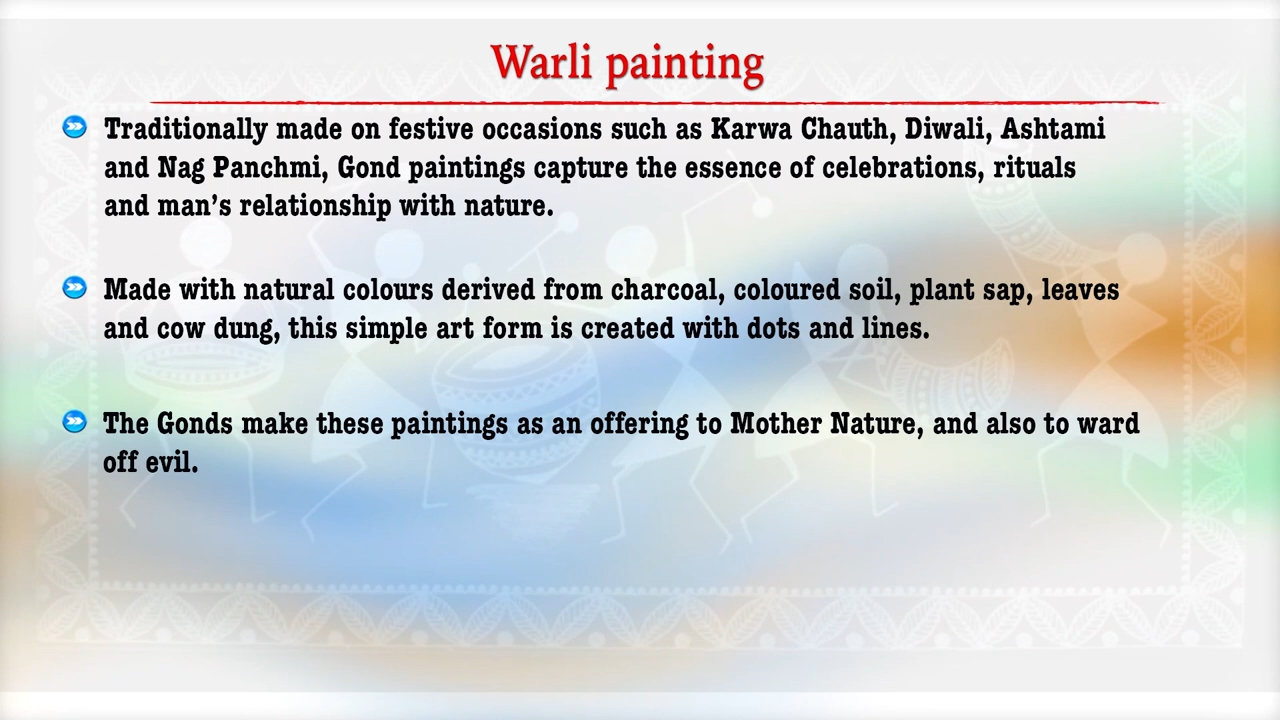 Warli painting
Traditionally made on festive occasions such as Karwa Chauth, Diwali, Ashtami
and Nag Panchmi, Gond paintings capture the essence of celebrations, rituals
and man's relationship with nature.
Made with natural colours derived from charcoal, coloured soil, plant sap, leaves
and cow dung, this simple art form is created with dots and lines.
The Gonds make these paintings as an offering to Mother Nature, and also to ward
off evil.